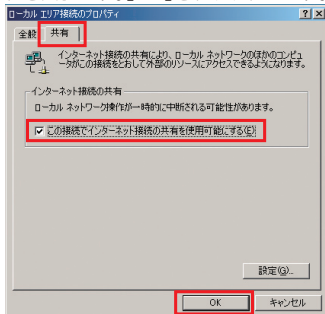 ーカル エリア接続のプロパティ
全般 共有
インターネット接続の共有により、ローカル ネットワークのほかのコンピュ
ータがこの接続をとおして外部のリソースにアクセスできるようになります。
インターネット接続の共有
ローカル ネットワーク操作が一時的に中断される可能性があります。
この接続でインターネット接続の共有を使用可能にする(E)
設定(G)...
OK キャンセル